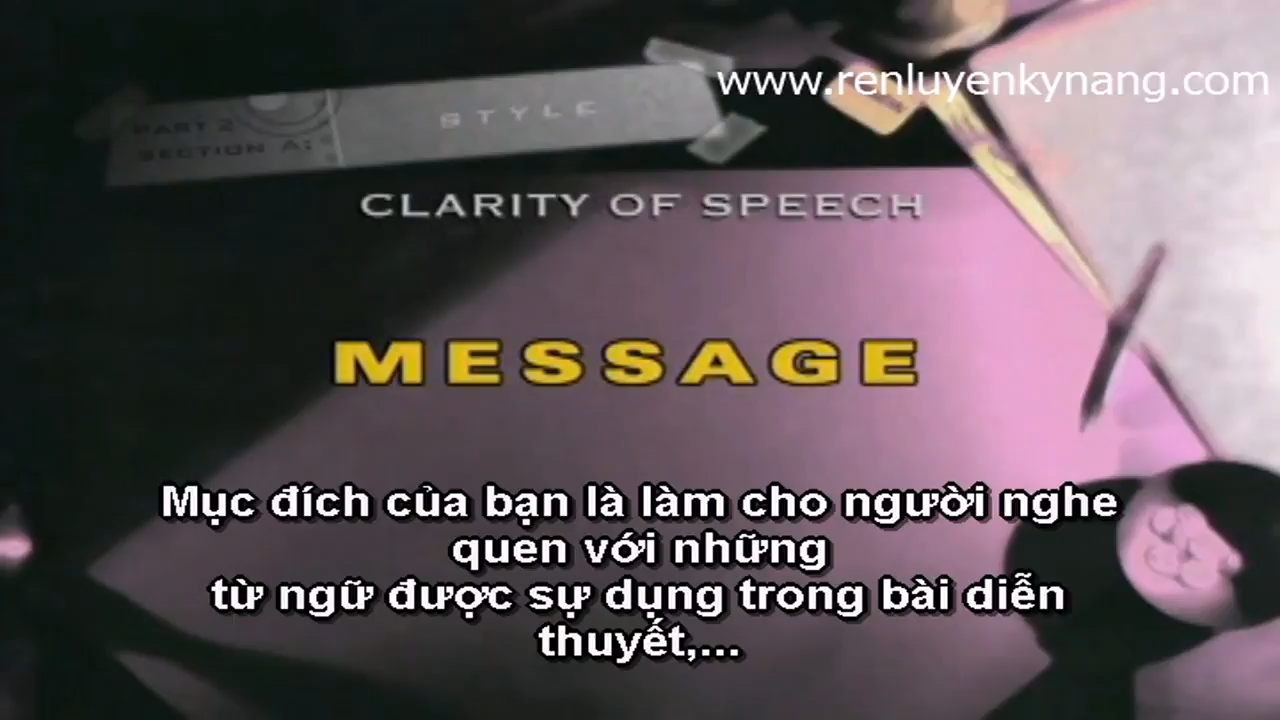 www.renluyenkynang.com
PART 2
STYLE
SECTION A:
CLARITY OF SPEECH
MESSAGE
Mục đích của bạn là làm cho người nghe
quen với những
từ ngữ được sự dụng trong bài diễn
thuyết,...